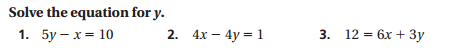 Solve the equation for y.
1. 5y − x = 10 2. 4x − 4y = 1 3. 12 = 6x + 3y